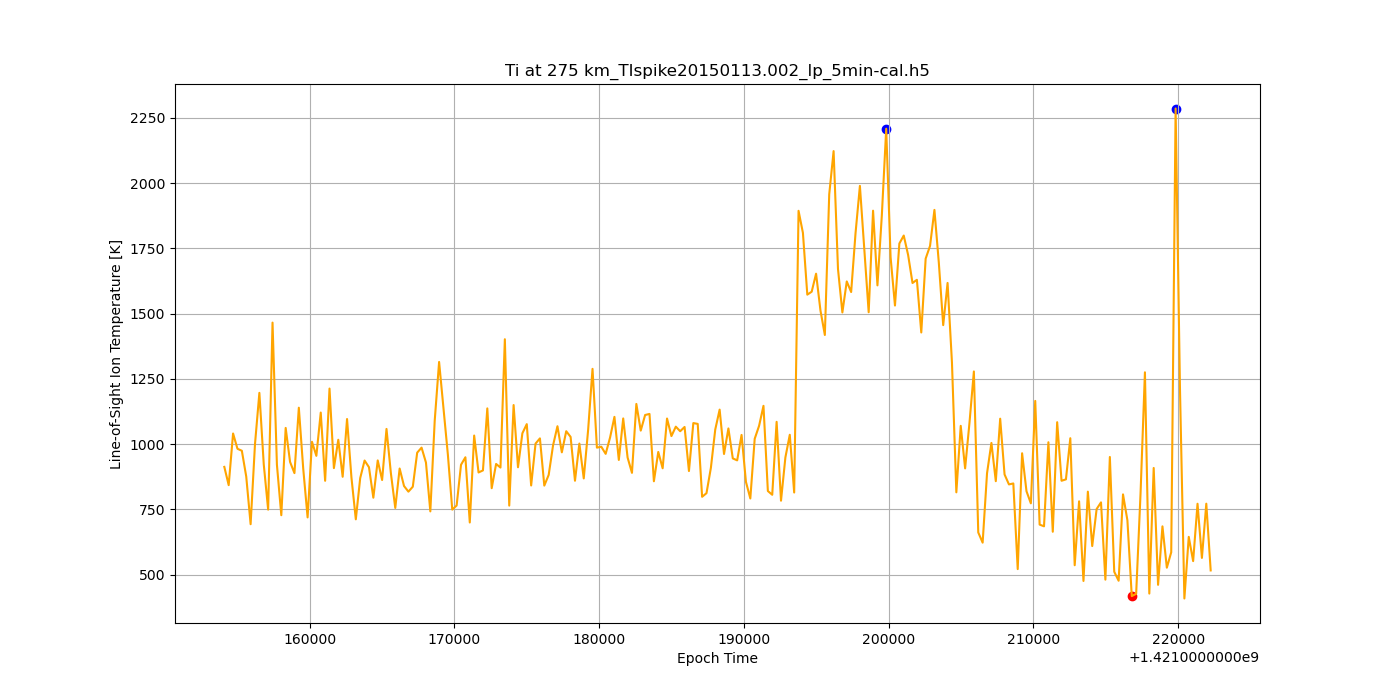 Ti at 275 km_TIspike20150113.002_lp_5min-cal.h5
Line-of-Sight Ion Temperature [K]
2250
2000
1750
1500
1250
1000
750
500
160000 170000 180000 190000 200000 210000 220000
Epoch Time
+1.4210000000e9